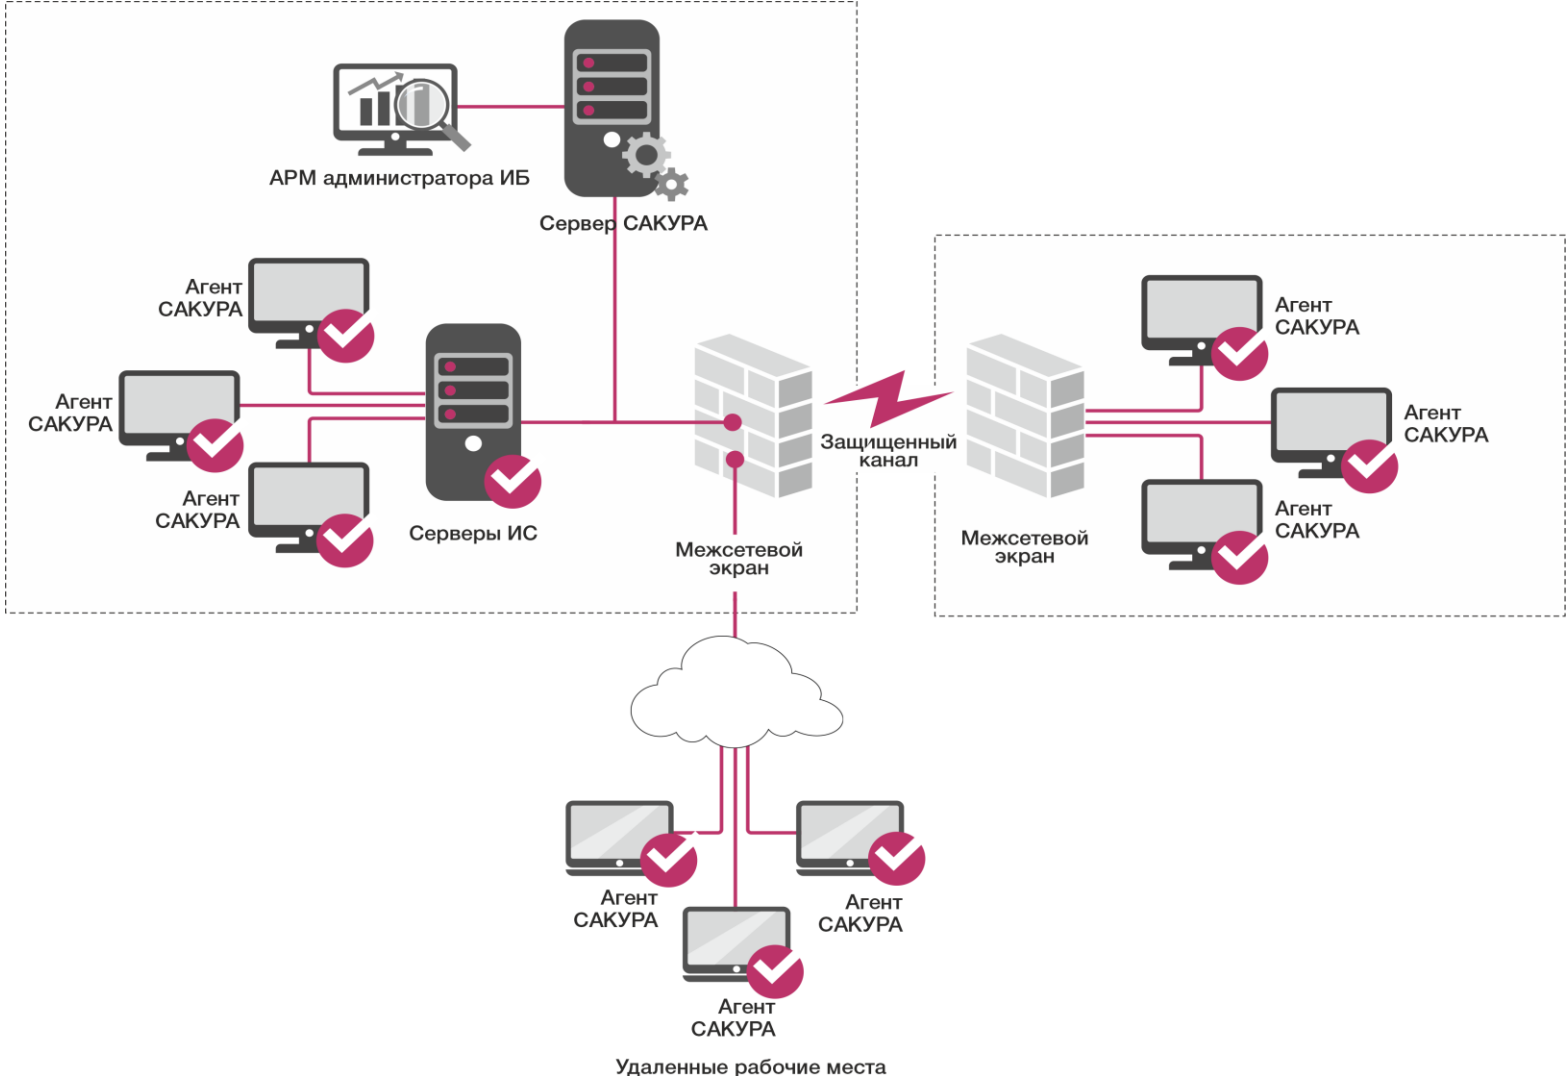 АРМ администратора ИБ
Сервер САКУРА
Агент
САКУРА
Агент
САКУРА
Агент
САКУРА
Серверы ИС
Межсетевой
экран
Защищенный
канал
Межсетевой
экран
Агент
САКУРА
Агент
САКУРА
Агент
САКУРА
Агент
САКУРА
Агент
САКУРА
Агент
САКУРА
Удаленные рабочие места